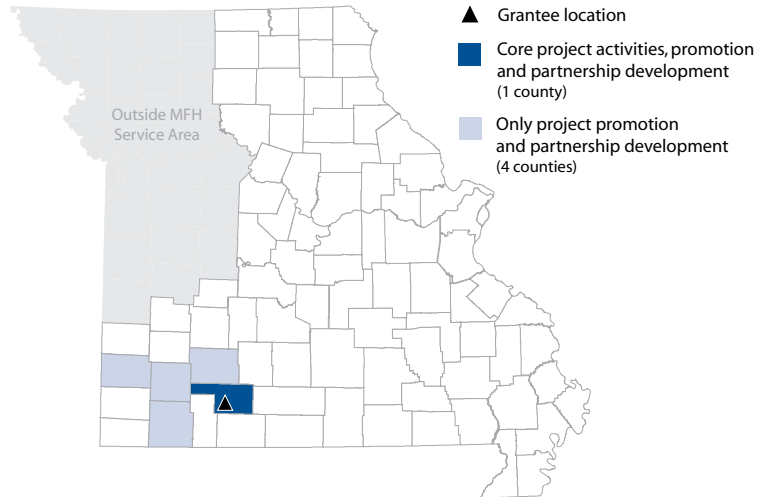 Grantee location
Core project activities, promotion
and partnership development
(1 county)
Only project promotion
and partnership development
(4 counties)
Outside MFH
Service Area